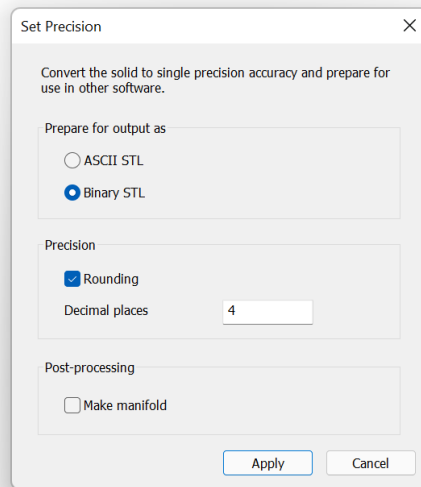 Set Precision
Convert the solid to single precision accuracy and prepare for
use in other software.
Prepare for output as
ASCII STL
Binary STL
Precision
Rounding
Decimal places 4
Post-processing
Make manifold
Apply Cancel